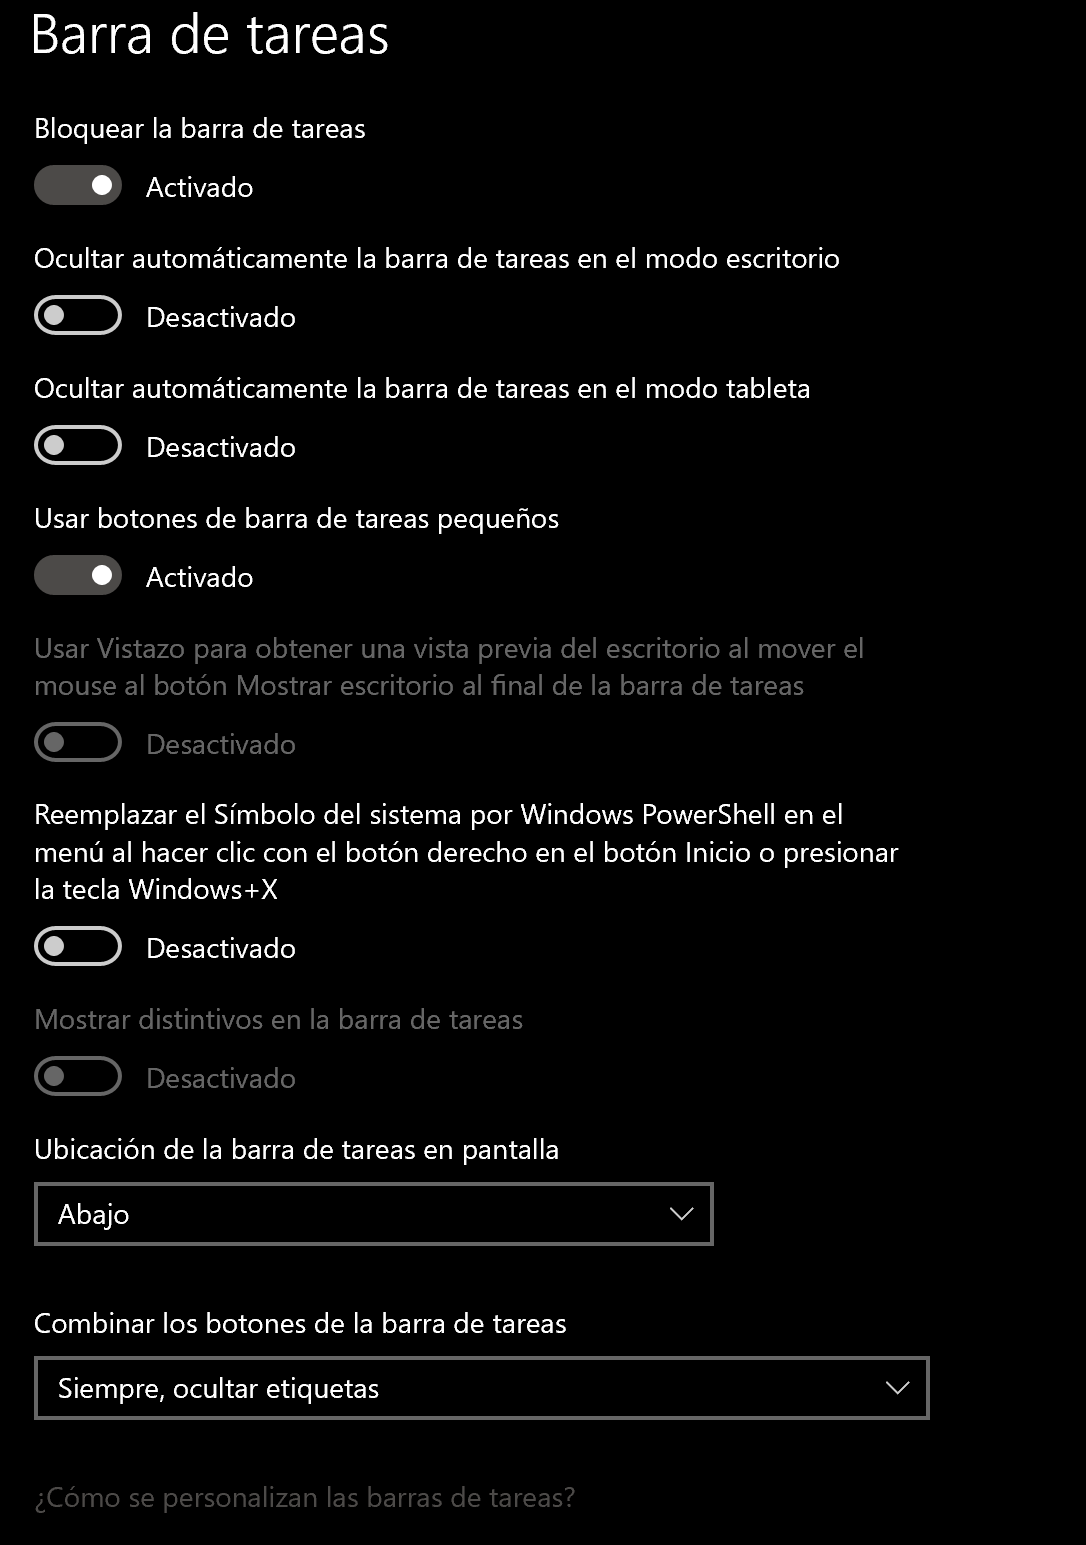 Barra de tareas
Bloquear la barra de tareas
Activado
Ocultar automáticamente la barra de tareas en el modo escritorio
Desactivado
Ocultar automáticamente la barra de tareas en el modo tableta
Desactivado
Usar botones de barra de tareas pequeños
Activado
Usar Vistazo para obtener una vista previa del escritorio al mover el
mouse al botón Mostrar escritorio al final de la barra de tareas
Desactivado
Reemplazar el Símbolo del sistema por Windows PowerShell en el
menú al hacer clic con el botón derecho en el botón Inicio o presionar
la tecla Windows+X
Desactivado
Mostrar distintivos en la barra de tareas
Desactivado
Ubicación de la barra de tareas en pantalla
Abajo
Combinar los botones de la barra de tareas
Siempre, ocultar etiquetas
¿Cómo se personalizan las barras de tareas?